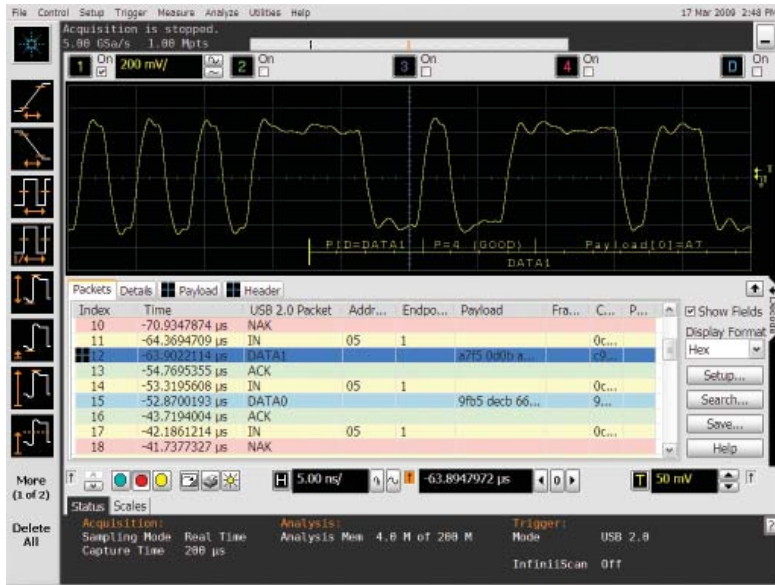 File Control Setup Trigger Measure Analyze Utilities Help 17 Mar 2009 2:48 PM
Acquisition is stopped.
5.00 GSa/s 1.00 Mpts
1 On 200 mV/ 2 On 3 On 4 On D On
T
PID=DATA1 P=4 (GOOD) Payload[0]=A7
DATA1
Packets Details Payload Header
Index Time USB 2.0 Packet Addr... Endpo... Payload Fra... C... P...
10 -70.9347874 µs NAK
11 -64.3694709 µs IN 05 1 0c...
12 -63.9022114 µs DATA1 a7f5 0d0b a... c9...
13 -54.7695355 µs ACK
14 -53.3195608 µs IN 05 1 0c...
15 -52.8700193 µs DATA0 9fb5 decb 66... 9...
16 -43.7194004 µs ACK
17 -42.1861214 µs IN 05 1 0c...
18 -41.7377327 µs NAK
Show Fields
Display Format
Hex
Setup...
Search...
Save...
Help
More
(1 of 2)
Delete
All
H 5.00 ns/ -63.8947972 µs 0 T 50 mV
Status Scales
Acquisition: Analysis: Trigger:
Sampling Mode Real Time Analysis Mem 4.0 M of 200 M Mode USB 2.0
Capture Time 200 µs
InfiniiScan Off